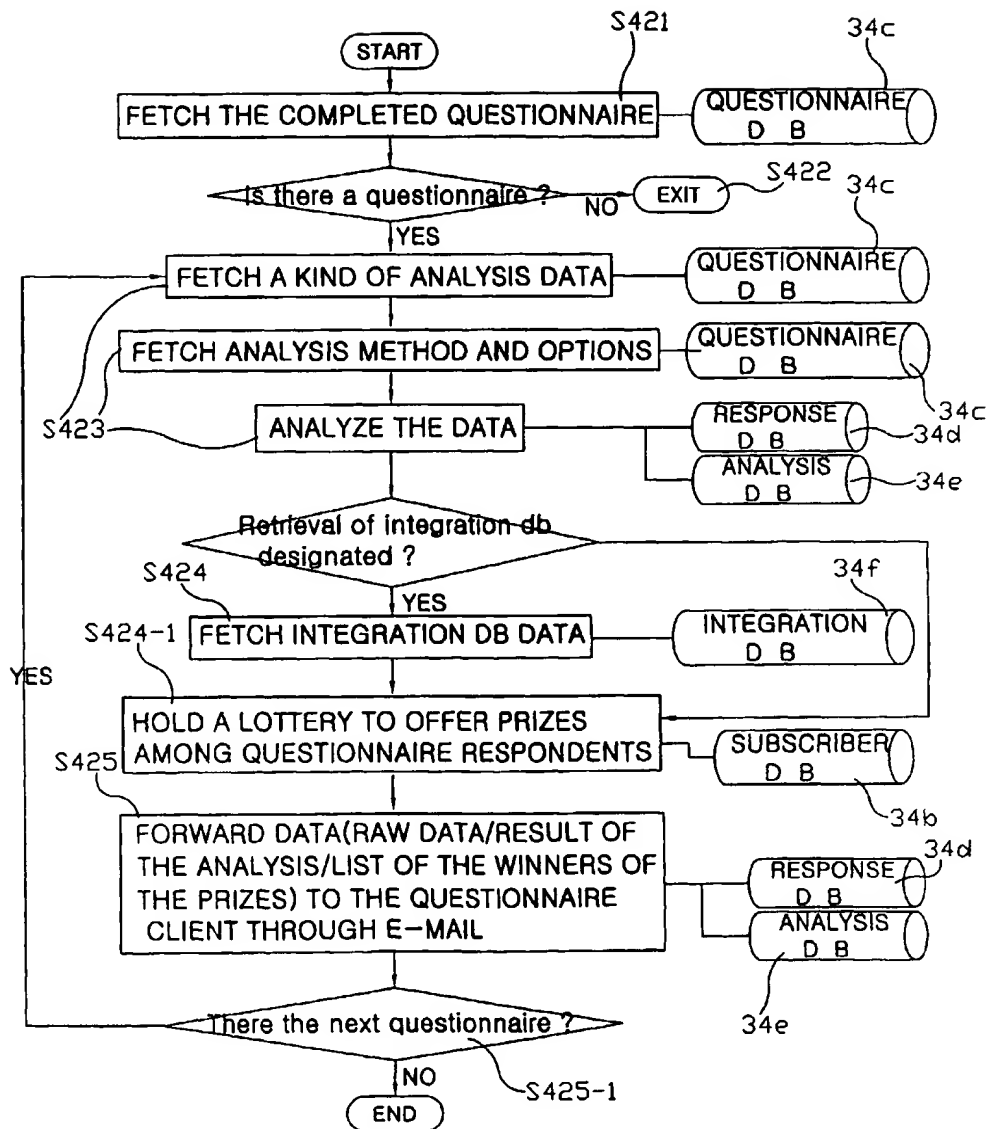 S421
34c
START
FETCH THE COMPLETED QUESTIONNAIRE
QUESTIONNAIRE
D B
Is there a questionnaire ?
NO
EXIT
S422
34c
YES
FETCH A KIND OF ANALYSIS DATA
QUESTIONNAIRE
D B
FETCH ANALYSIS METHOD AND OPTIONS
QUESTIONNAIRE
D B
34c
S423
ANALYZE THE DATA
RESPONSE
D B
34d
ANALYSIS
D B
34e
Retrieval of integration db
designated ?
S424
YES
34f
S424-1
FETCH INTEGRATION DB DATA
INTEGRATION
D B
YES
HOLD A LOTTERY TO OFFER PRIZES
AMONG QUESTIONNAIRE RESPONDENTS
SUBSCRIBER
D B
34b
S425
FORWARD DATA(RAW DATA/RESULT OF
THE ANALYSIS/LIST OF THE WINNERS OF
THE PRIZES) TO THE QUESTIONNAIRE
CLIENT THROUGH E-MAIL
34d
RESPONSE
D B
ANALYSIS
D B
34e
There the next questionnaire ?
NO
S425-1
END